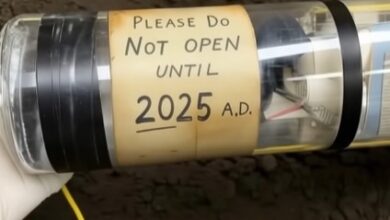 PLEASE DO
NOT OPEN
UNTIL
2025 A.D.